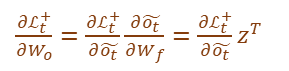 ∂ℒ_t^+/∂w_o = ∂ℒ_t^+/∂õ_t ∂õ_t/∂w_f = ∂ℒ_t^+/∂õ_t z^T